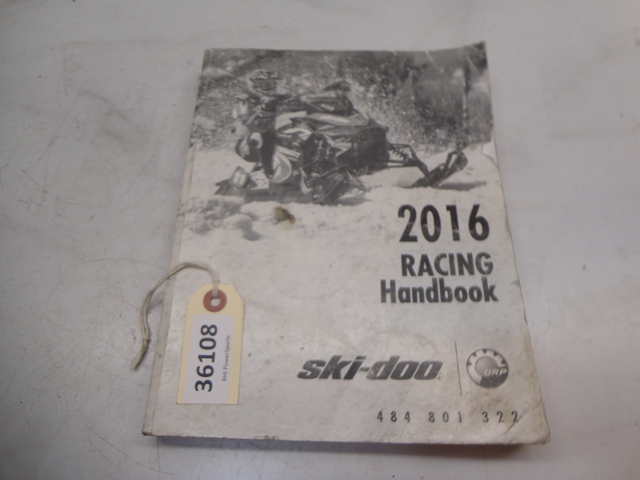 2016
RACING
Handbook
ski-doo
BRP
484 801 322
36108